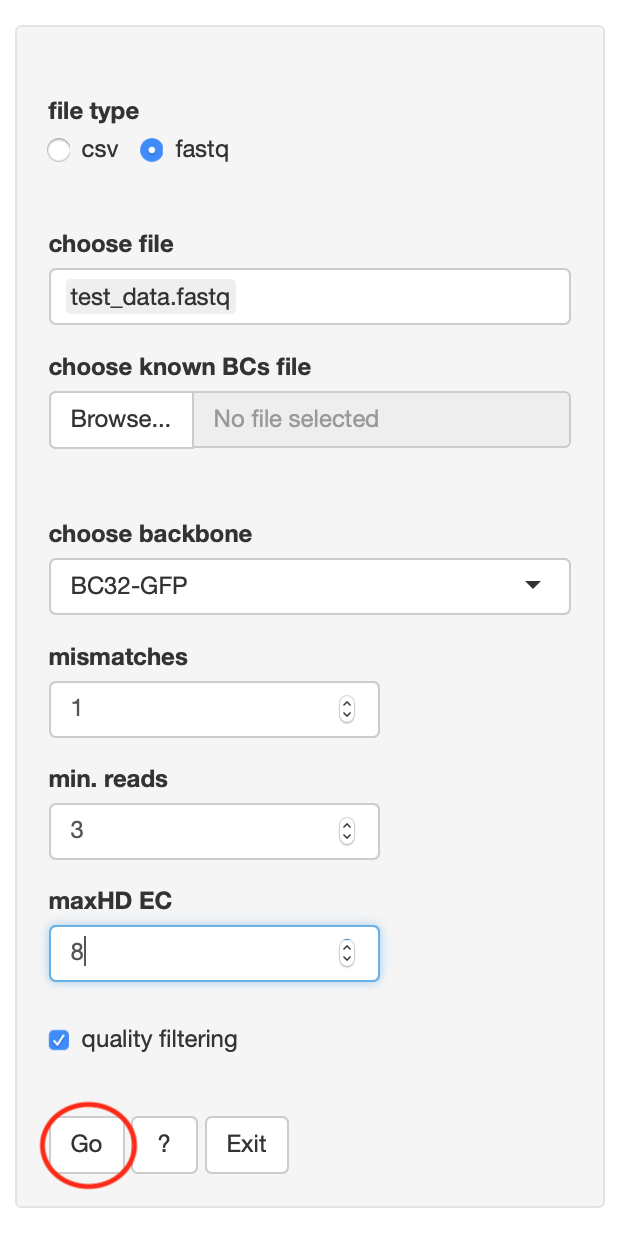 file type
csv fastq
choose file
test_data.fastq
choose known BCs file
Browse... No file selected
choose backbone
BC32-GFP
mismatches
1
min. reads
3
maxHD EC
8
quality filtering
Go ? Exit